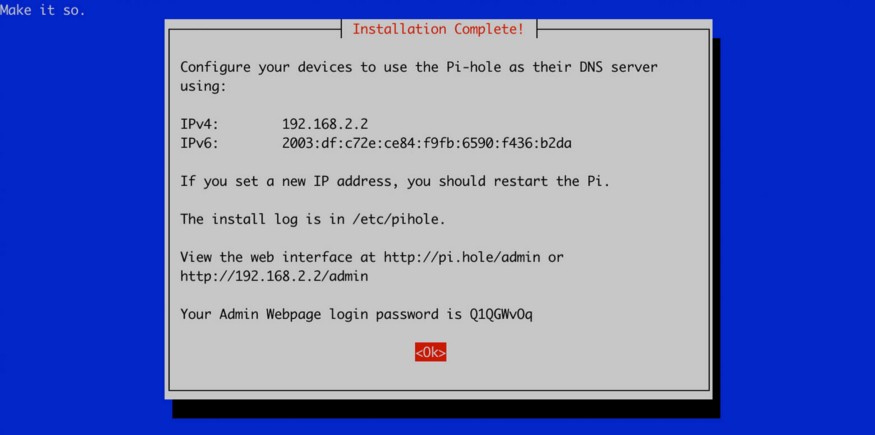 Make it so.
Installation Complete!
Configure your devices to use the Pi-hole as their DNS server
using:
IPv4: 192.168.2.2
IPv6: 2003:df:c72e:ce84:f9fb:6590:f436:b2da
If you set a new IP address, you should restart the Pi.
The install log is in /etc/pihole.
View the web interface at http://pi.hole/admin or
http://192.168.2.2/admin
Your Admin Webpage login password is Q1QGWvOq
<Ok>